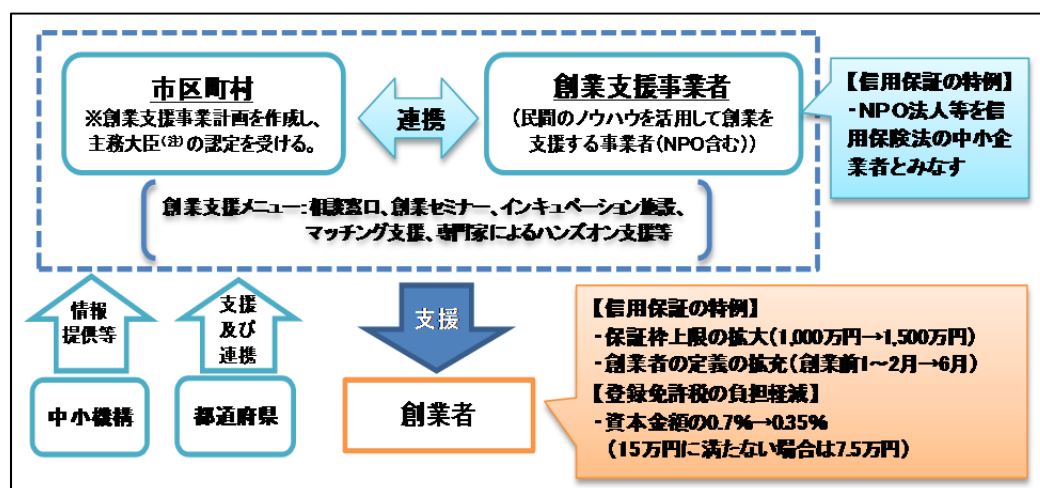 市区町村
※創業支援事業計画を作成し、
主務大臣(注)の認定を受ける。
連携
創業支援事業者
(民間のノウハウを活用して創業を
支援する事業者(NPO含む))
【信用保証の特例】
・NPO法人等を信
用保険法の中小企
業者とみなす
創業支援メニュー:相談窓口、創業セミナー、インキュベーション施設、
マッチング支援、専門家によるハンズオン支援等
情報
提供等
支援
及び
連携
支援
中小機構
都道府県
創業者
【信用保証の特例】
・保証枠上限の拡大(1,000万円→1,500万円)
・創業者の定義の拡充(創業前1~2月→6月)
【登録免許税の負担軽減】
・資本金額の0.7%→0.35%
(15万円に満たない場合は7.5万円)